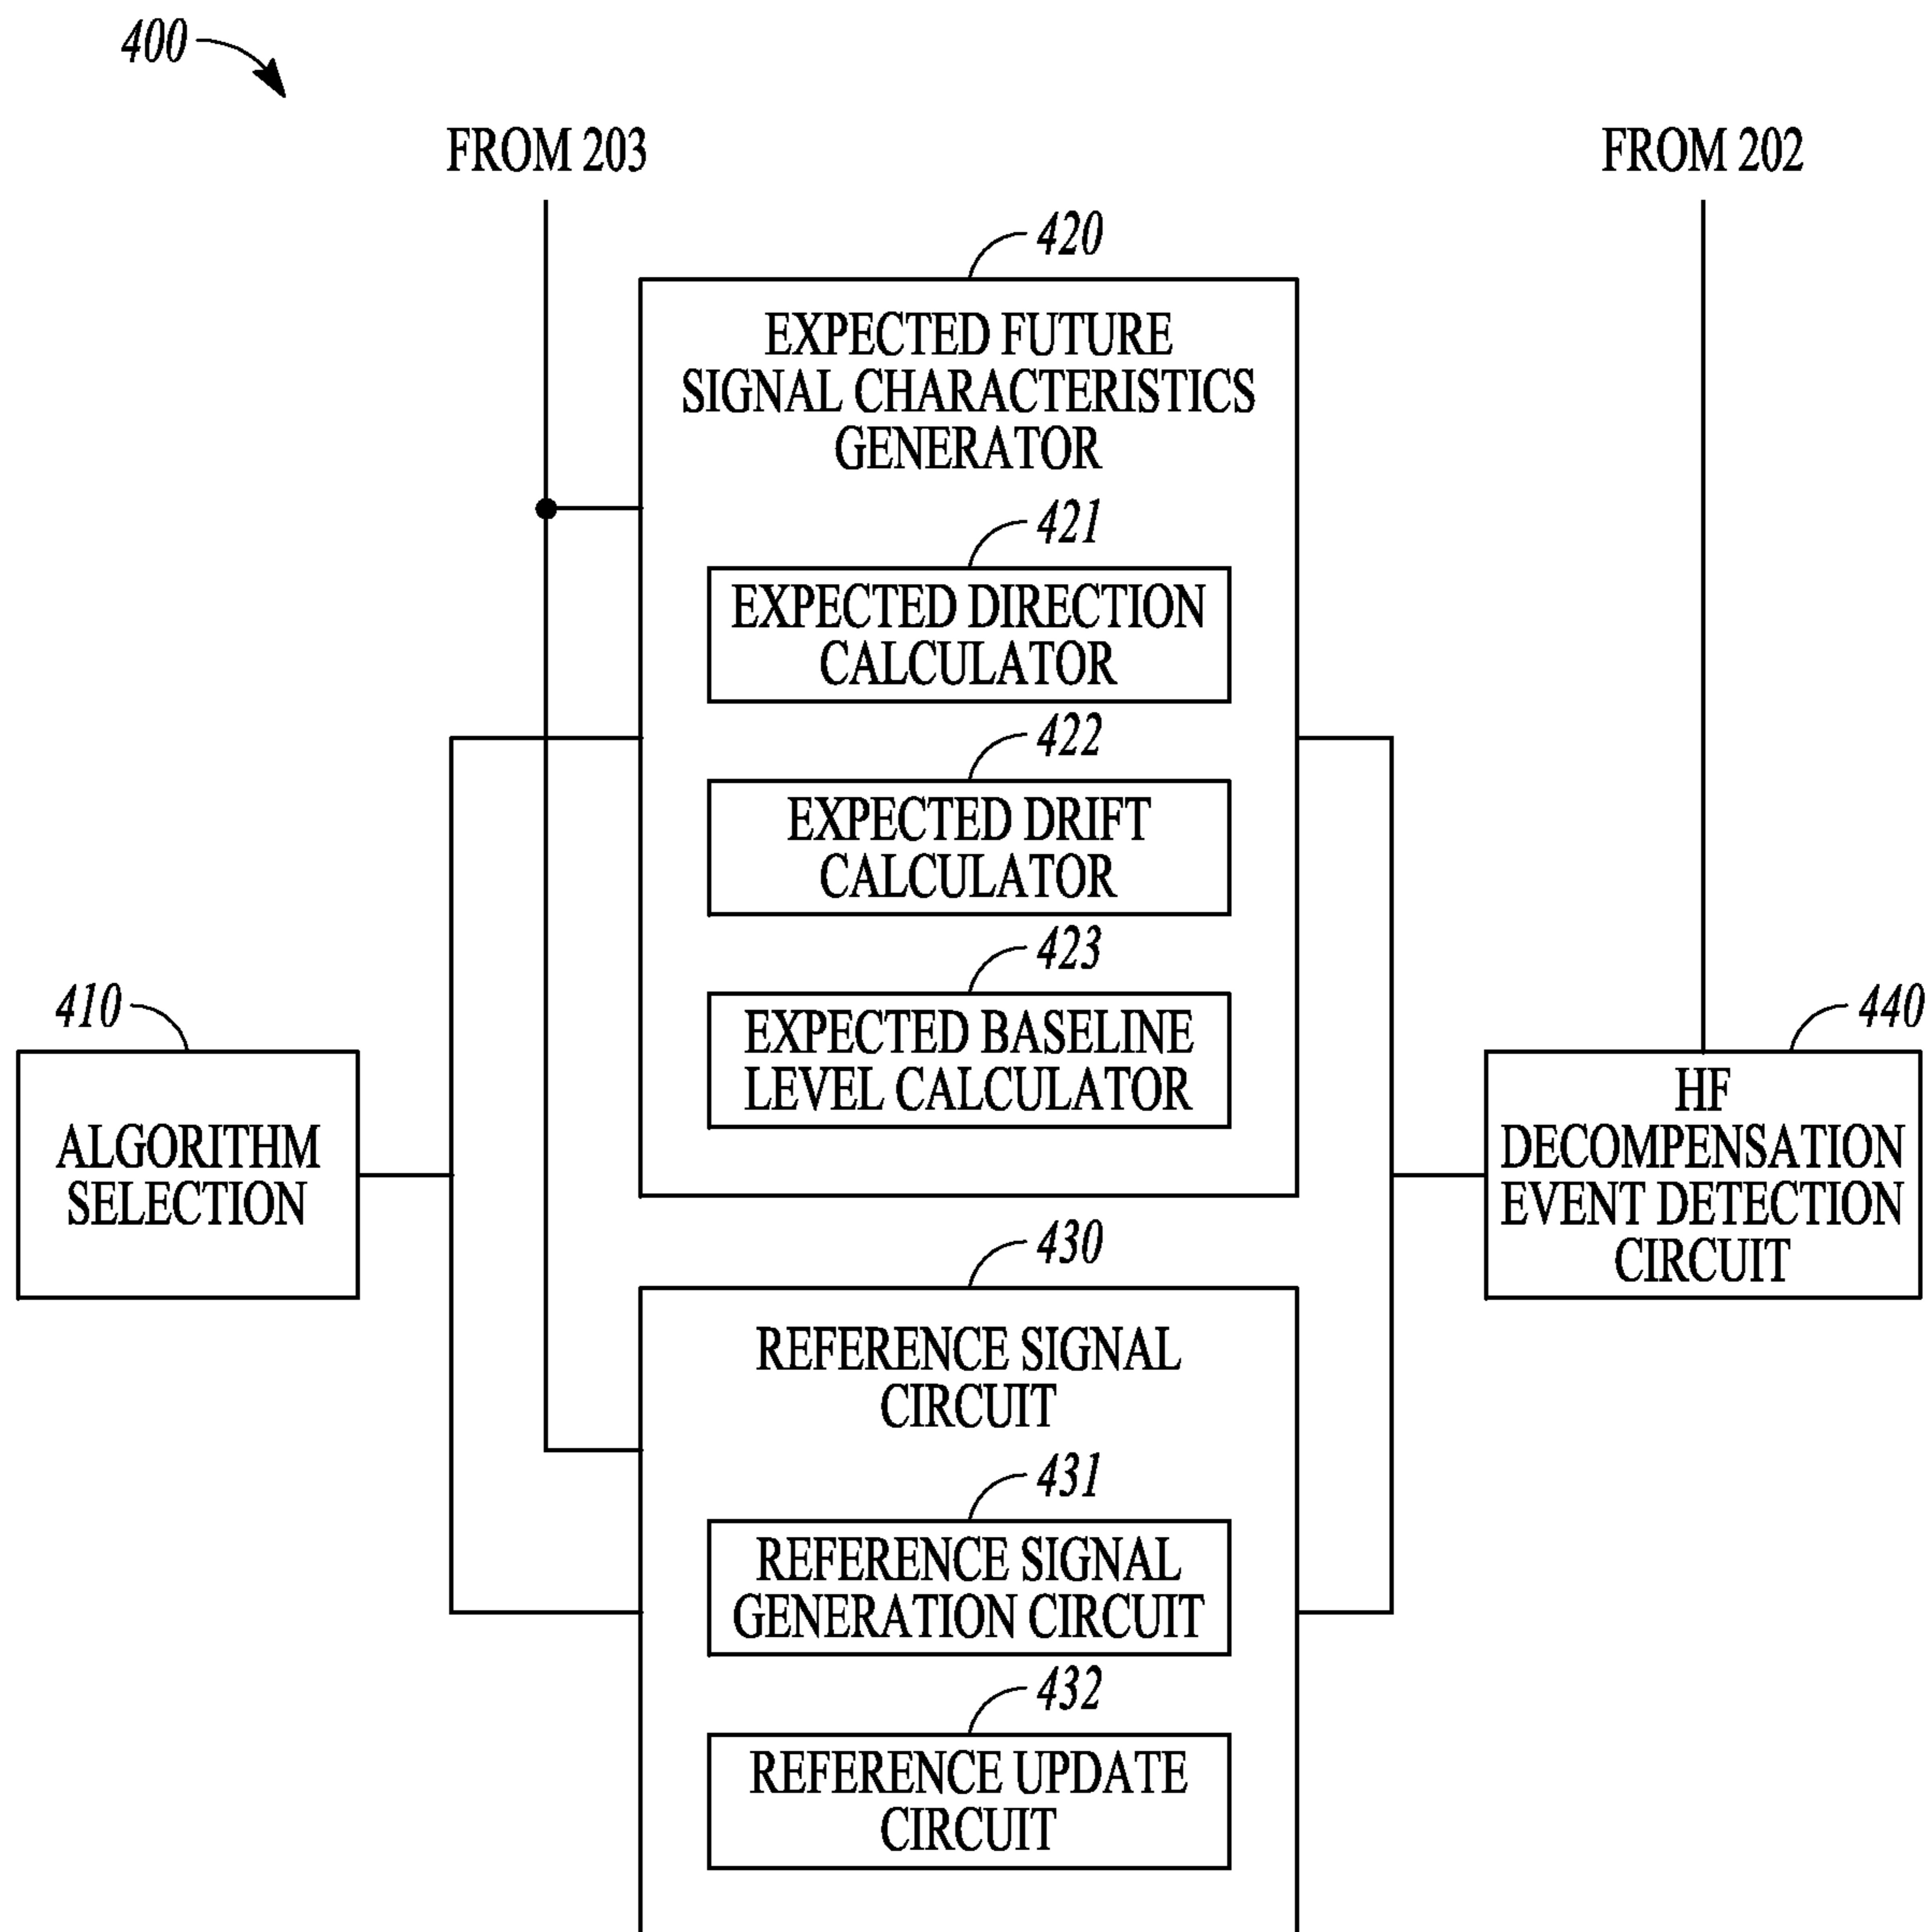 400
FROM 203
FROM 202
420
EXPECTED FUTURE
SIGNAL CHARACTERISTICS
GENERATOR
421
EXPECTED DIRECTION
CALCULATOR
422
EXPECTED DRIFT
CALCULATOR
423
EXPECTED BASELINE
LEVEL CALCULATOR
410
ALGORITHM
SELECTION
440
HF
DECOMPENSATION
EVENT DETECTION
CIRCUIT
430
REFERENCE SIGNAL
CIRCUIT
431
REFERENCE SIGNAL
GENERATION CIRCUIT
432
REFERENCE UPDATE
CIRCUIT